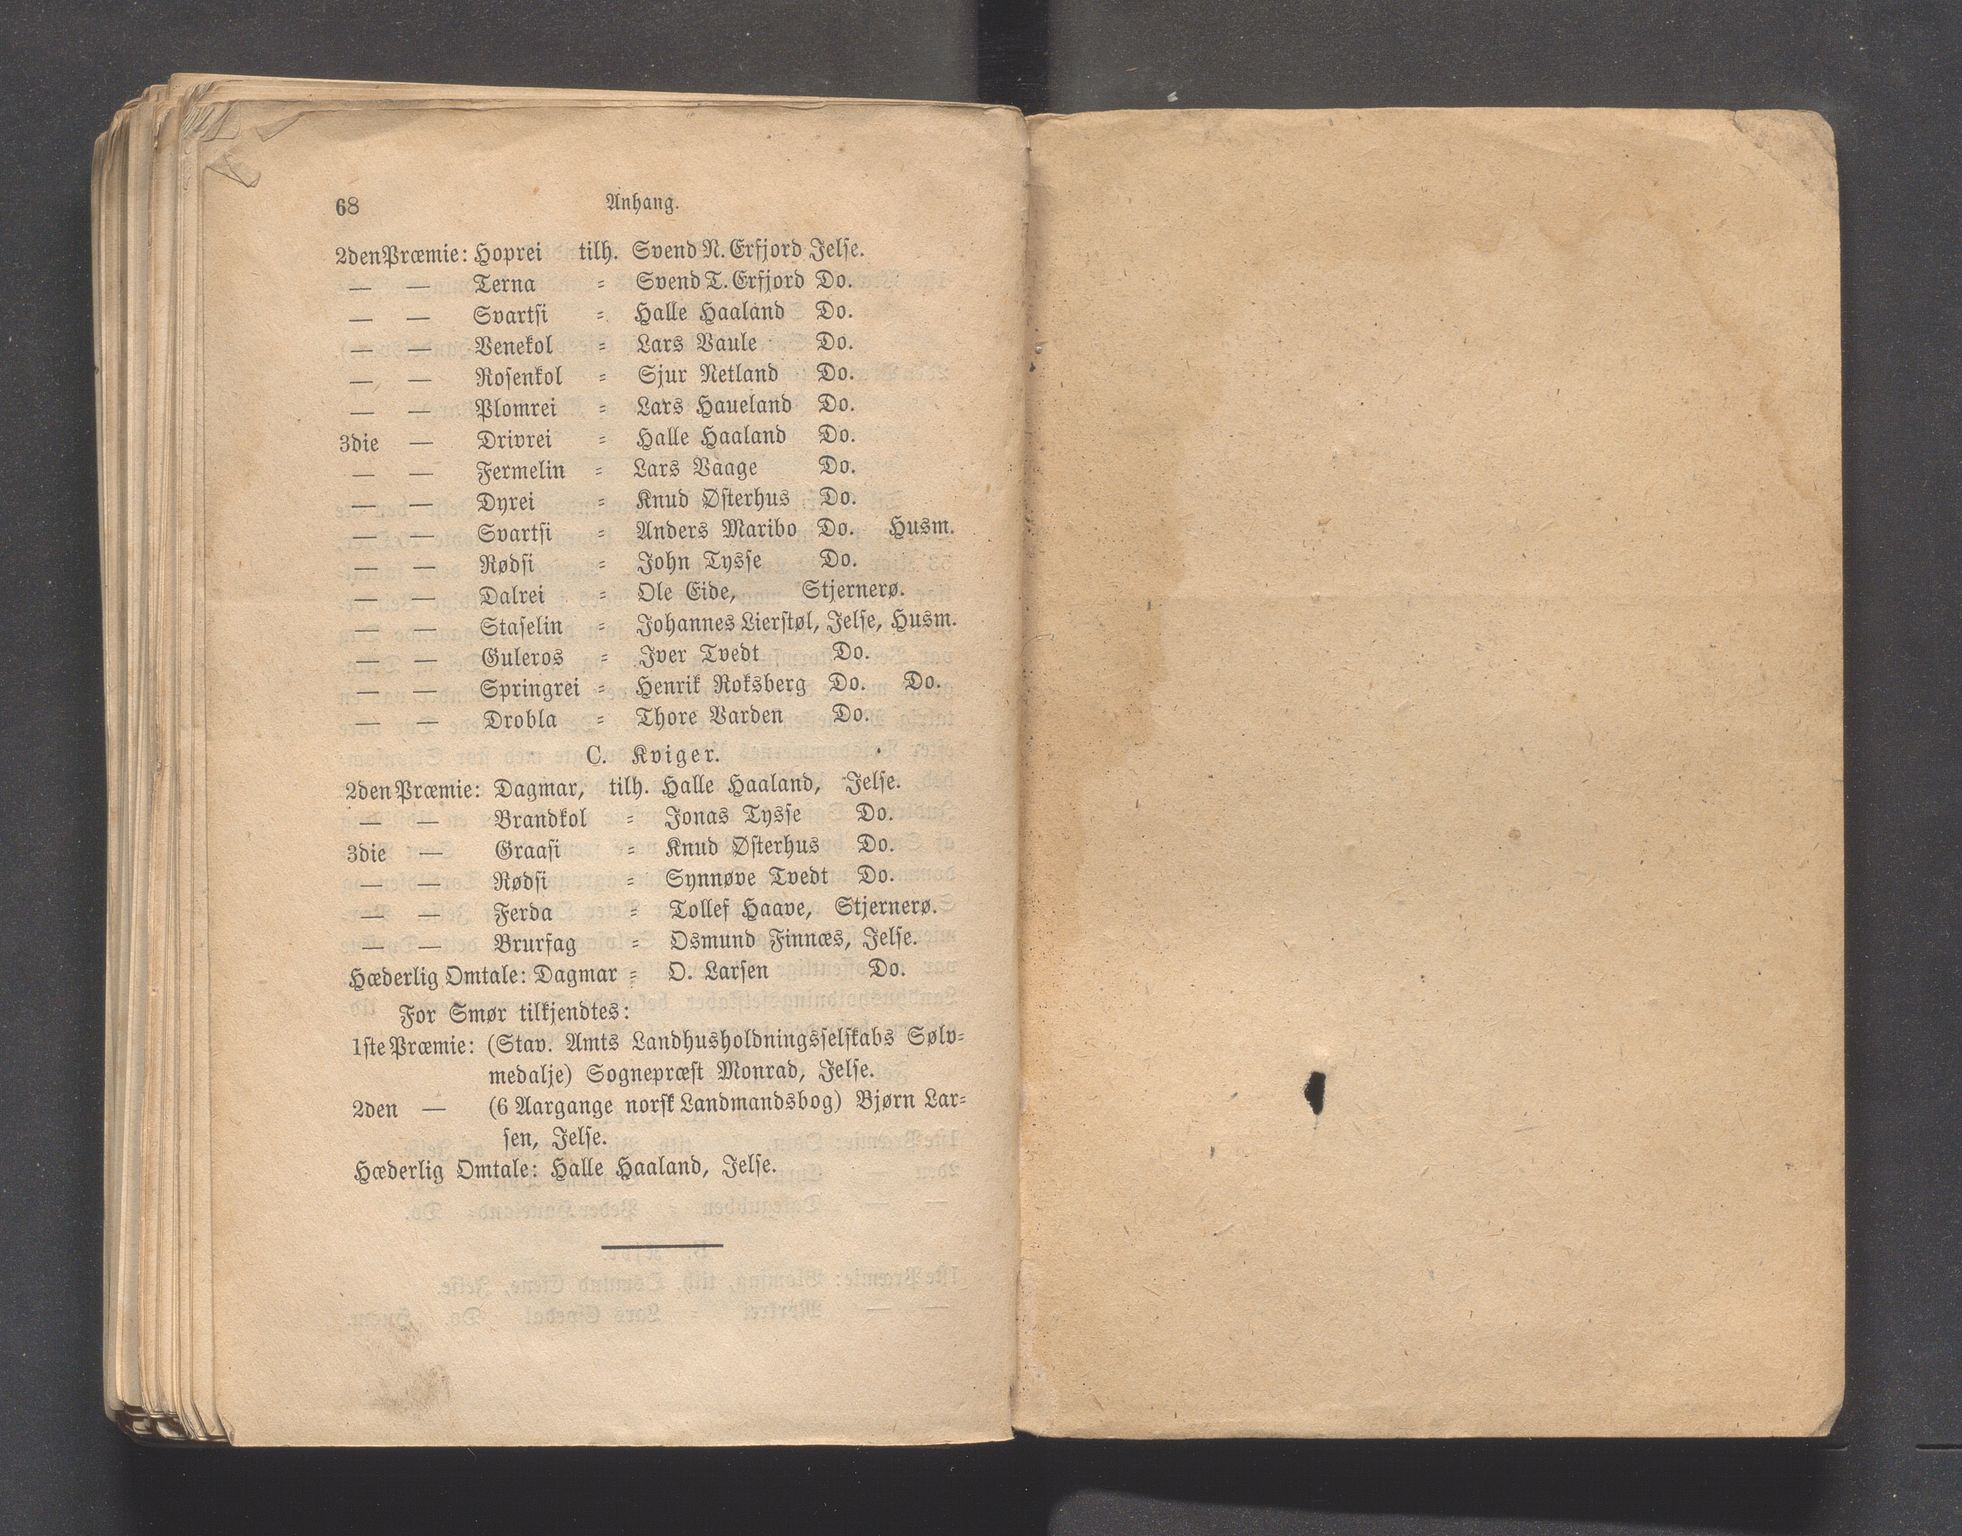 68 Anhang.
2den Præmie: Hoprei tilh. Svend N. Erfjord Jelse.
— — Terna = Svend T. Erfjord Do.
— — Svartsi = Halle Haaland Do.
— — Venekol = Lars Vaule Do.
— — Rosenkol = Sjur Netland Do.
— — Plomrei = Lars Haueland Do.
3die — Drivrei = Halle Haaland Do.
— — Fermelin = Lars Vaage Do.
— — Dyrei = Knud Østerhus Do.
— — Svartsi = Anders Maribo Do. Husm.
— — Rødsi = John Tysse Do.
— — Dalrei = Ole Eide, Stjernerø.
— — Staselin = Johannes Lierstøl, Jelse, Husm.
— — Guleros = Iver Tvedt Do.
— — Springrei = Henrik Roksberg Do. Do.
— — Drobla = Thore Varden Do.
C. Kviger.
2den Præmie: Dagmar, tilh. Halle Haaland, Jelse.
— — Brandkol = Jonas Tysse Do.
3die — Graasi = Knud Østerhus Do.
— — Rødsi = Synnøve Tvedt Do.
— — Ferda = Tollef Haave, Stjernerø.
— — Brurfag = Osmund Finnæs, Jelse.
Hæderlig Omtale: Dagmar = O. Larsen Do.
For Smør tilkjendtes:
1ste Præmie: (Stav. Amts Landhusholdningsselskabs Sølv-
medalje) Sognepræst Monrad, Jelse.
2den — (6 Aargange norsk Landmandsbog) Bjørn Lar-
sen, Jelse.
Hæderlig Omtale: Halle Haaland, Jelse.